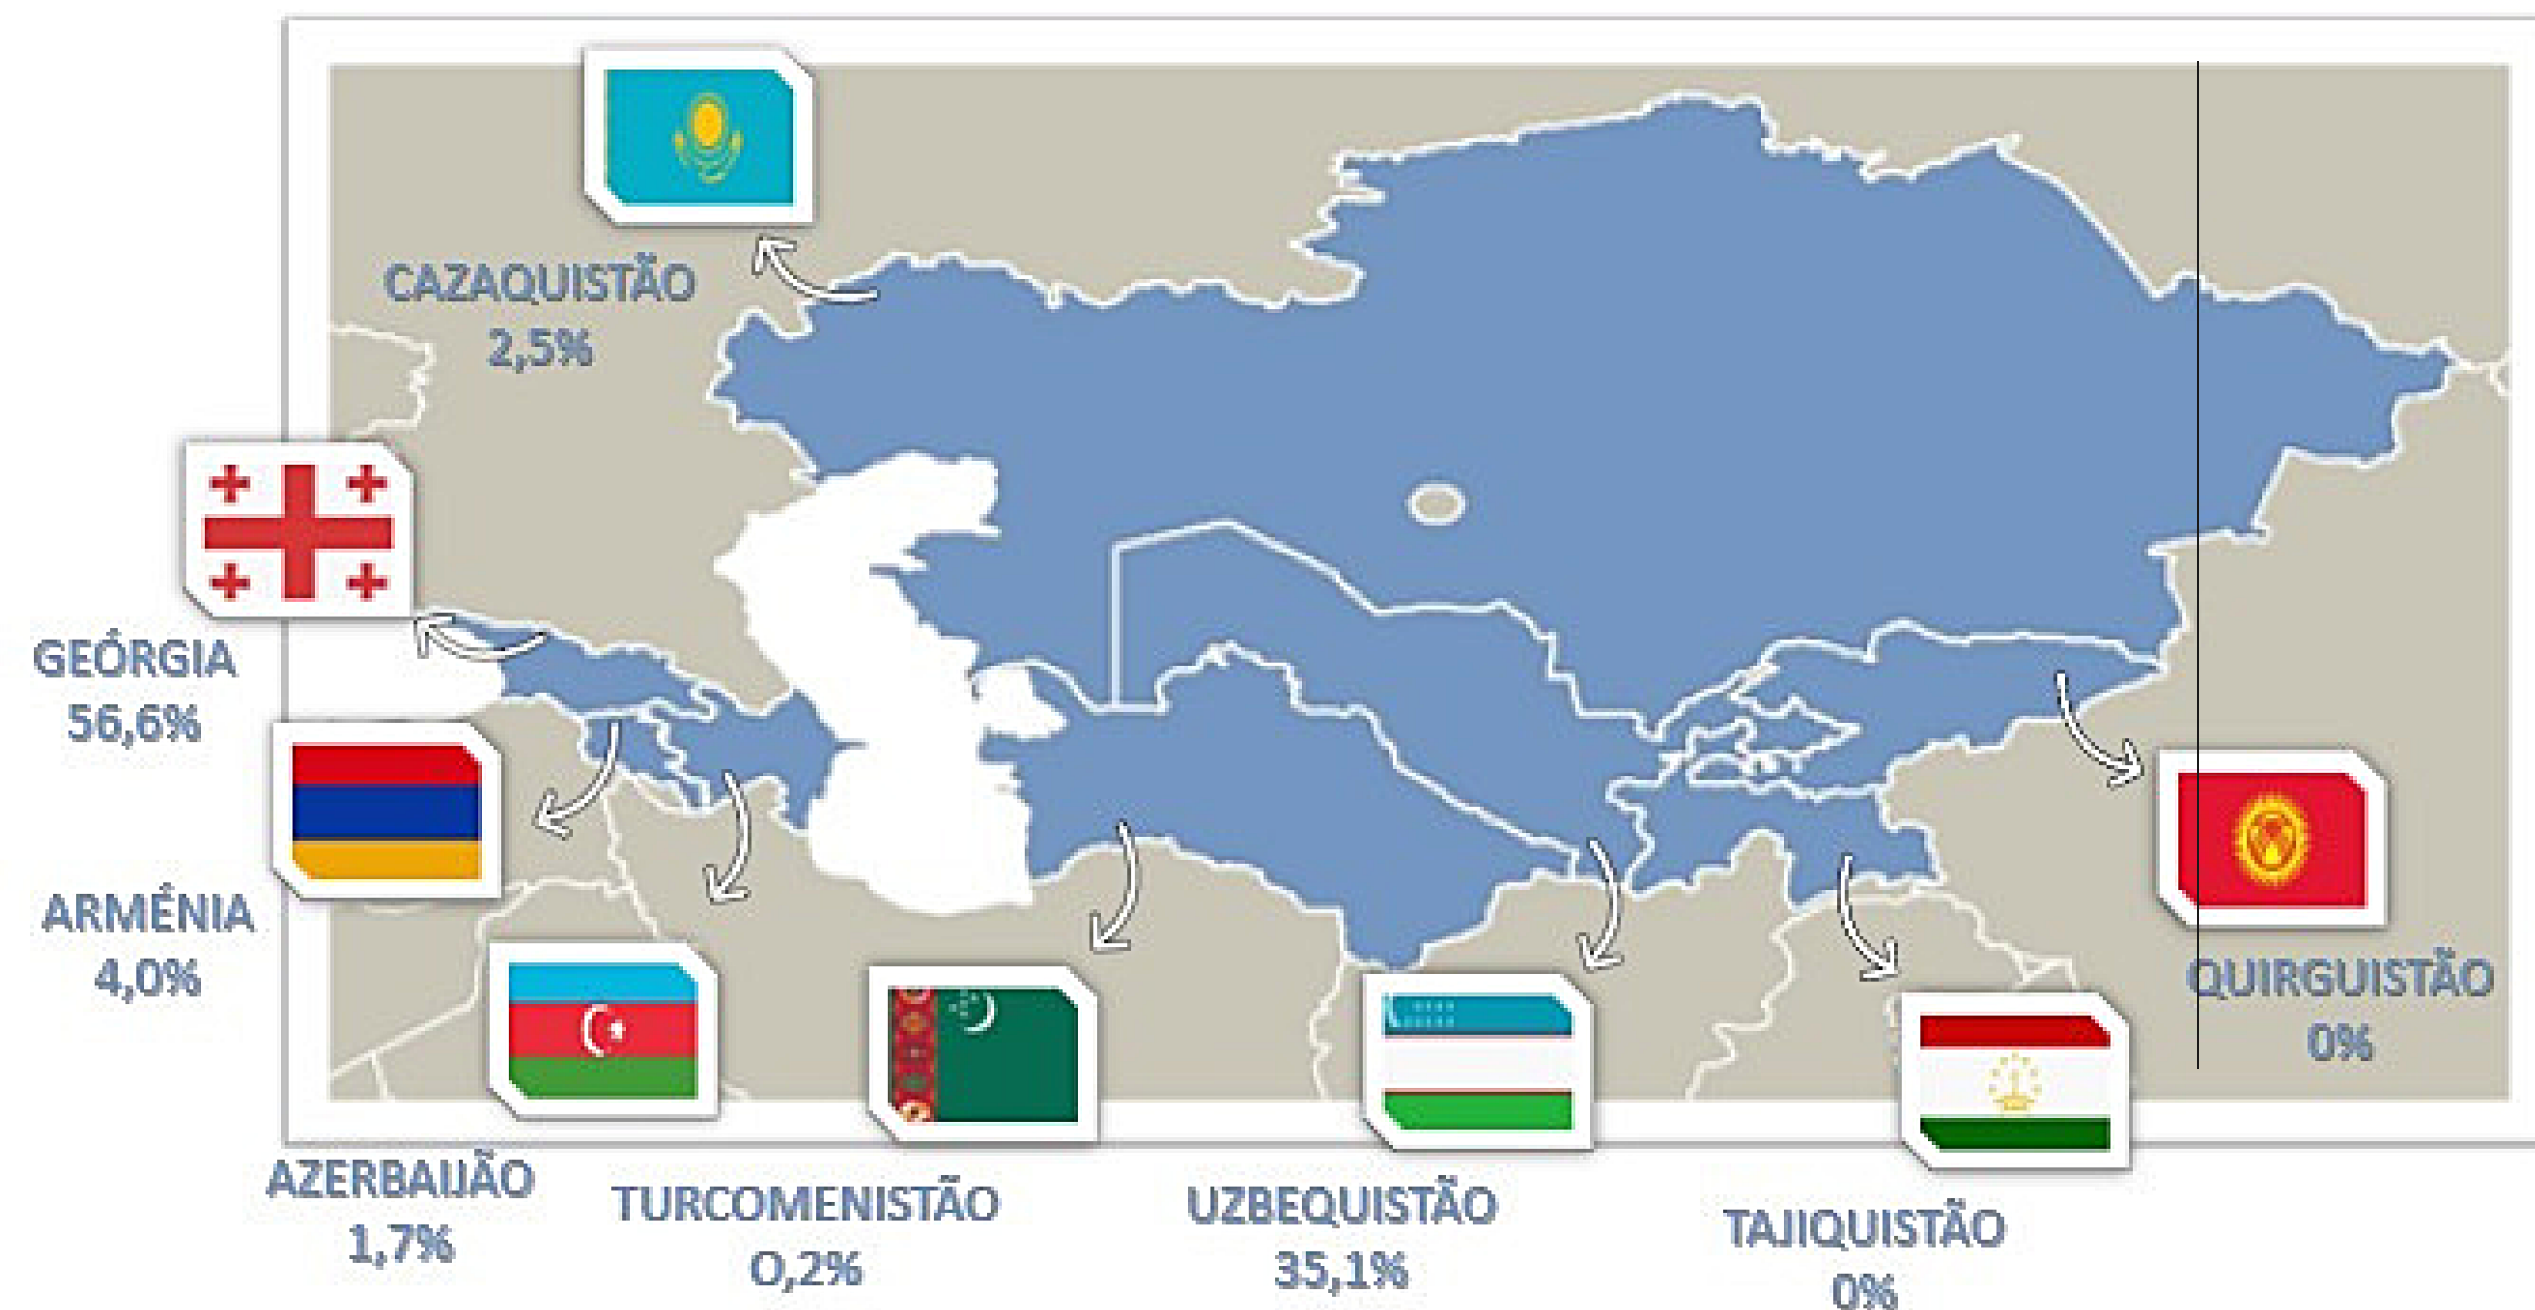 CAZAQUISTÃO
2,5%
GEÓRGIA
56,6%
ARMÉNIA
4,0%
QUIRGUISTÃO
0%
AZERBAIJÃO
1,7%
TURCOMENISTÃO
0,2%
UZBEQUISTÃO
35,1%
TAJIQUISTÃO
0%